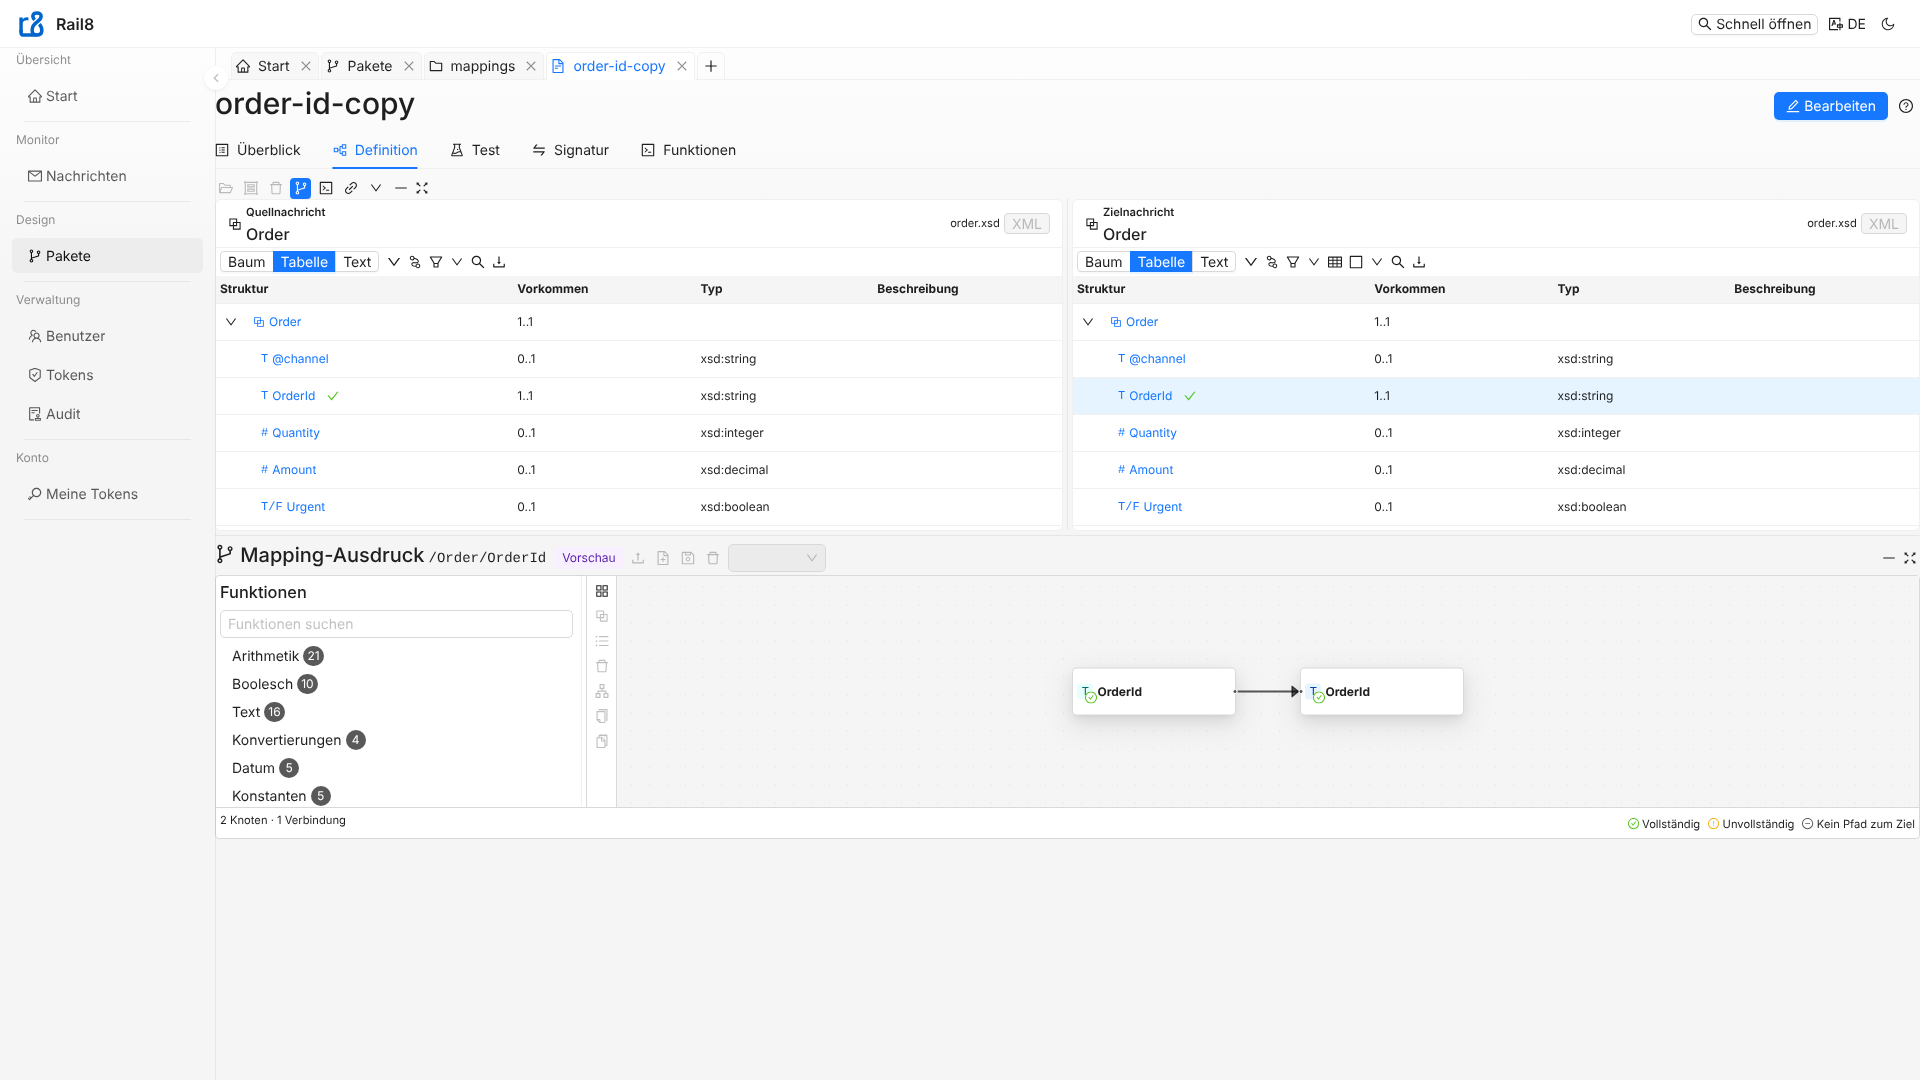 Rail8
Schnell öffnen
DE
Übersicht
Start
Monitor
Nachrichten
Design
Pakete
Verwaltung
Benutzer
Tokens
Audit
Konto
Meine Tokens
Start
Pakete
mappings
order-id-copy
order-id-copy
Bearbeiten
Überblick
Definition
Test
Signatur
Funktionen
Quellnachricht
Order
order.xsd XML
Baum Tabelle Text
Struktur Vorkommen Typ Beschreibung
Order 1..1
T @channel 0..1 xsd:string
T OrderId 1..1 xsd:string
# Quantity 0..1 xsd:integer
# Amount 0..1 xsd:decimal
T/F Urgent 0..1 xsd:boolean
Zielnachricht
Order
order.xsd XML
Baum Tabelle Text
Struktur Vorkommen Typ Beschreibung
Order 1..1
T @channel 0..1 xsd:string
T OrderId 1..1 xsd:string
# Quantity 0..1 xsd:integer
# Amount 0..1 xsd:decimal
T/F Urgent 0..1 xsd:boolean
Mapping-Ausdruck /Order/OrderId Vorschau
Funktionen
Funktionen suchen
Arithmetik 21
Boolesch 10
Text 16
Konvertierungen 4
Datum 5
Konstanten 5
T OrderId
T OrderId
2 Knoten · 1 Verbindung
Vollständig Unvollständig Kein Pfad zum Ziel